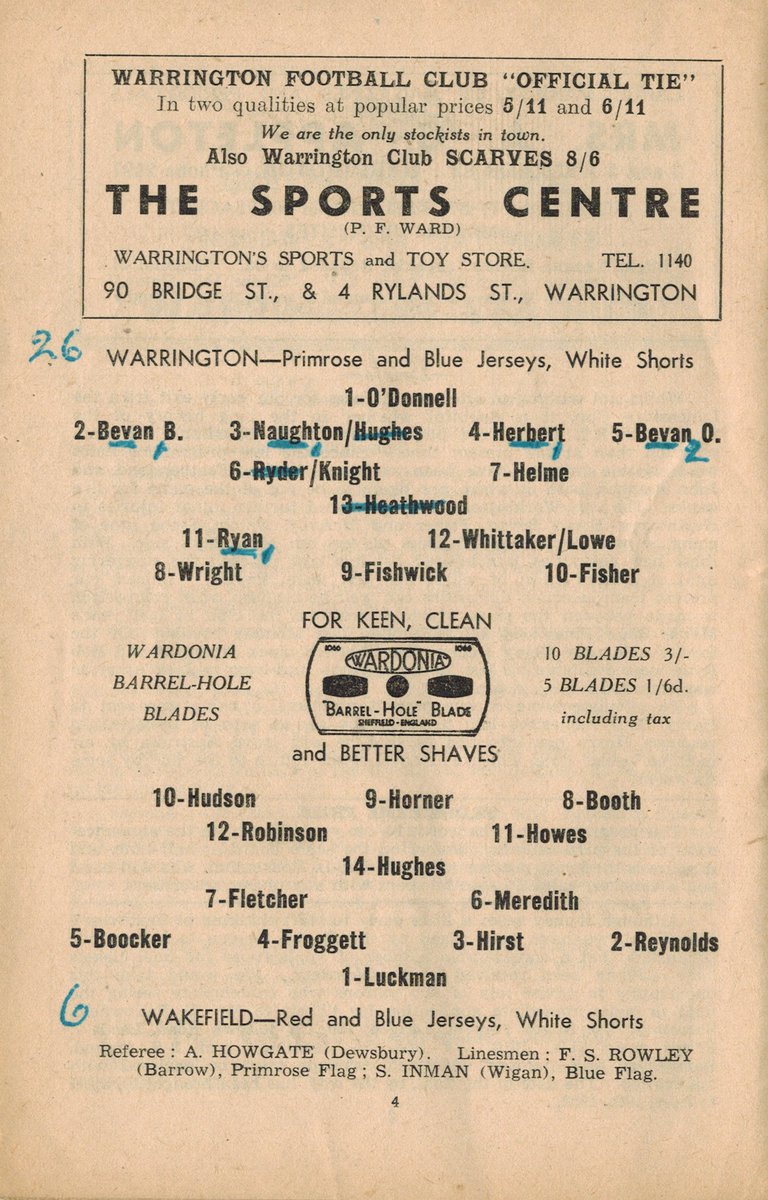 WARRINGTON FOOTBALL CLUB "OFFICIAL TIE"
In two qualities at popular prices 5/11 and 6/11
We are the only stockists in town.
Also Warrington Club SCARVES 8/6
THE SPORTS CENTRE
(P. F. WARD)
WARRINGTON'S SPORTS and TOY STORE. TEL. 1140
90 BRIDGE ST., & 4 RYLANDS ST., WARRINGTON
26 WARRINGTON—Primrose and Blue Jerseys, White Shorts
1-O'Donnell
2-Bevan B. 3-Naughton/Hughes 4-Herbert 5-Bevan O.
2
6-Ryder/Knight 7-Helme
13-Heathwood
11-Ryan 12-Whittaker/Lowe
8-Wright 9-Fishwick 10-Fisher
FOR KEEN, CLEAN
WARDONIA
BARREL-HOLE
BLADES
1066 1066
WARDONIA
"BARREL-HOLE" BLADE
SHEFFIELD-ENGLAND
10 BLADES 3/-
5 BLADES 1/6d.
including tax
and BETTER SHAVES
10-Hudson 9-Horner 8-Booth
12-Robinson 11-Howes
14-Hughes
7-Fletcher 6-Meredith
5-Boocker 4-Froggett 3-Hirst 2-Reynolds
1-Luckman
6 WAKEFIELD—Red and Blue Jerseys, White Shorts
Referee : A. HOWGATE (Dewsbury). Linesmen : F. S. ROWLEY
(Barrow), Primrose Flag ; S. INMAN (Wigan), Blue Flag.
4